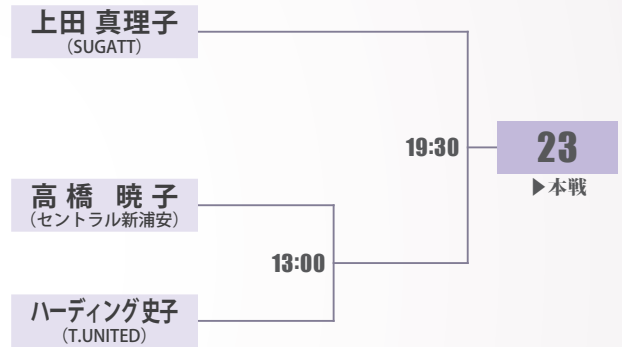 上田 真理子
（SUGATT）
19:30
23
▶本戦
高橋 暁子
（セントラル新浦安）
13:00
ハーディング史子
（T.UNITED）